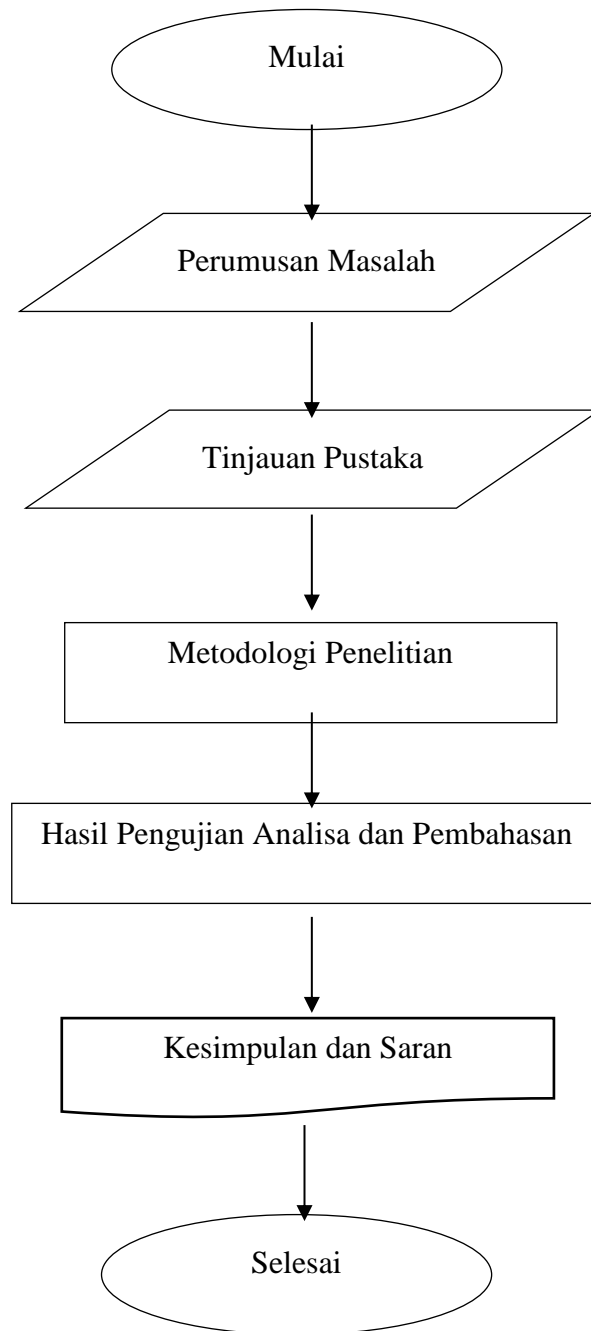 Mulai
Perumusan Masalah
Tinjauan Pustaka
Metodologi Penelitian
Hasil Pengujian Analisa dan Pembahasan
Kesimpulan dan Saran
Selesai